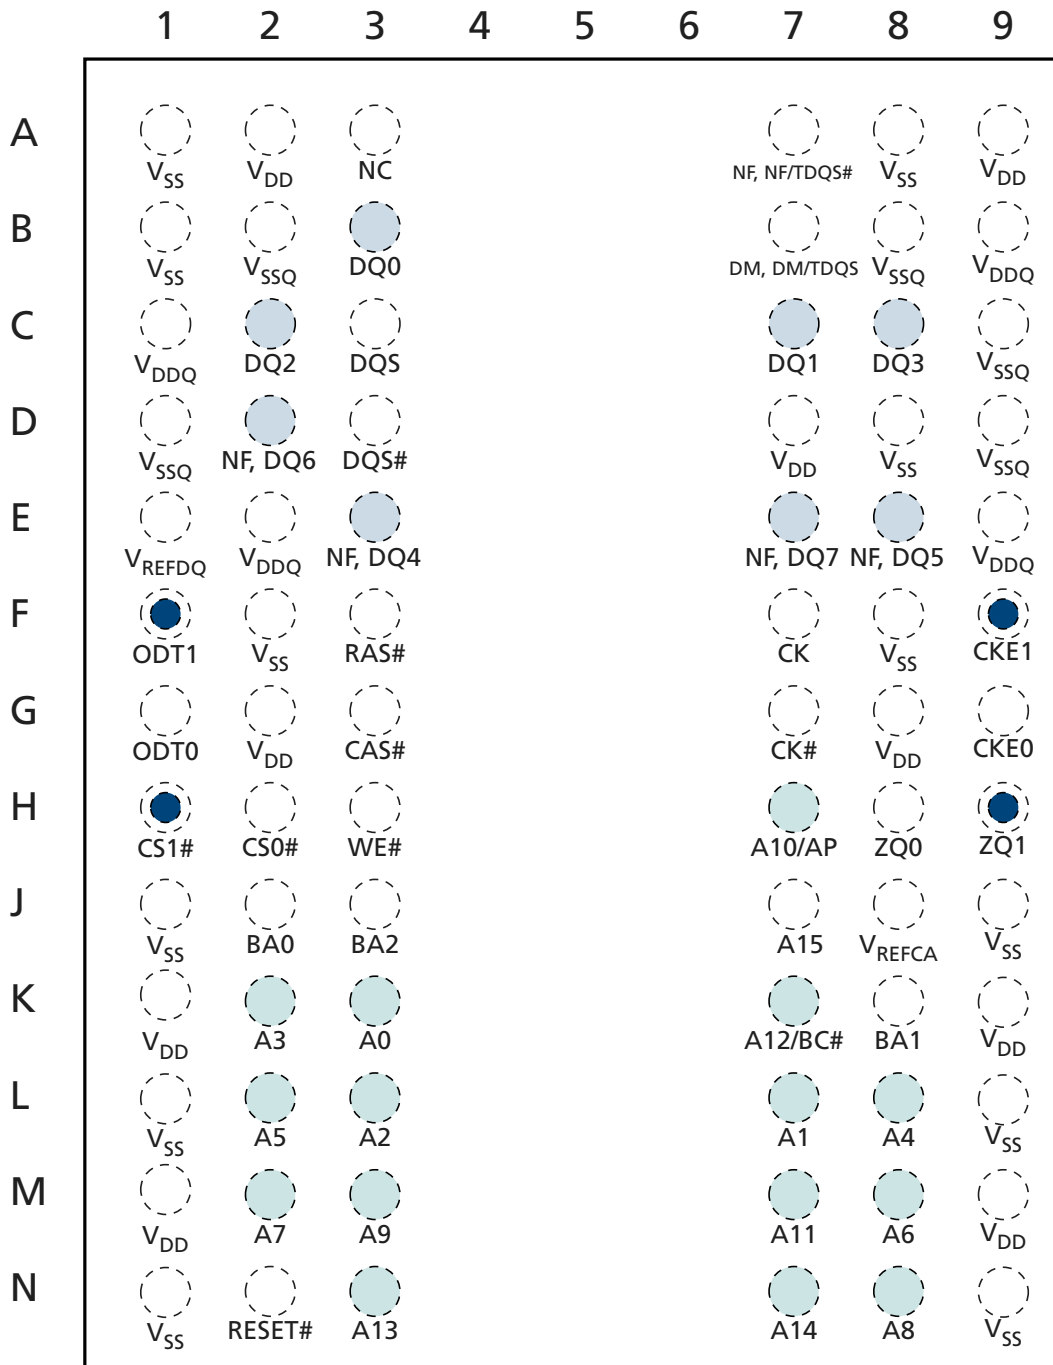 1 2 3 4 5 6 7 8 9
A
VSS VDD NC NF, NF/TDQS# VSS VDD
B
VSS VSSQ DQ0 DM, DM/TDQS VSSQ VDDQ
C
VDDQ DQ2 DQS DQ1 DQ3 VSSQ
D
VSSQ NF, DQ6 DQS# VDD VSS VSSQ
E
VREFDQ VDDQ NF, DQ4 NF, DQ7 NF, DQ5 VDDQ
F
ODT1 VSS RAS# CK VSS CKE1
G
ODT0 VDD CAS# CK# VDD CKE0
H
CS1# CS0# WE# A10/AP ZQ0 ZQ1
J
VSS BA0 BA2 A15 VREFCA VSS
K
VDD A3 A0 A12/BC# BA1 VDD
L
VSS A5 A2 A1 A4 VSS
M
VDD A7 A9 A11 A6 VDD
N
VSS RESET# A13 A14 A8 VSS